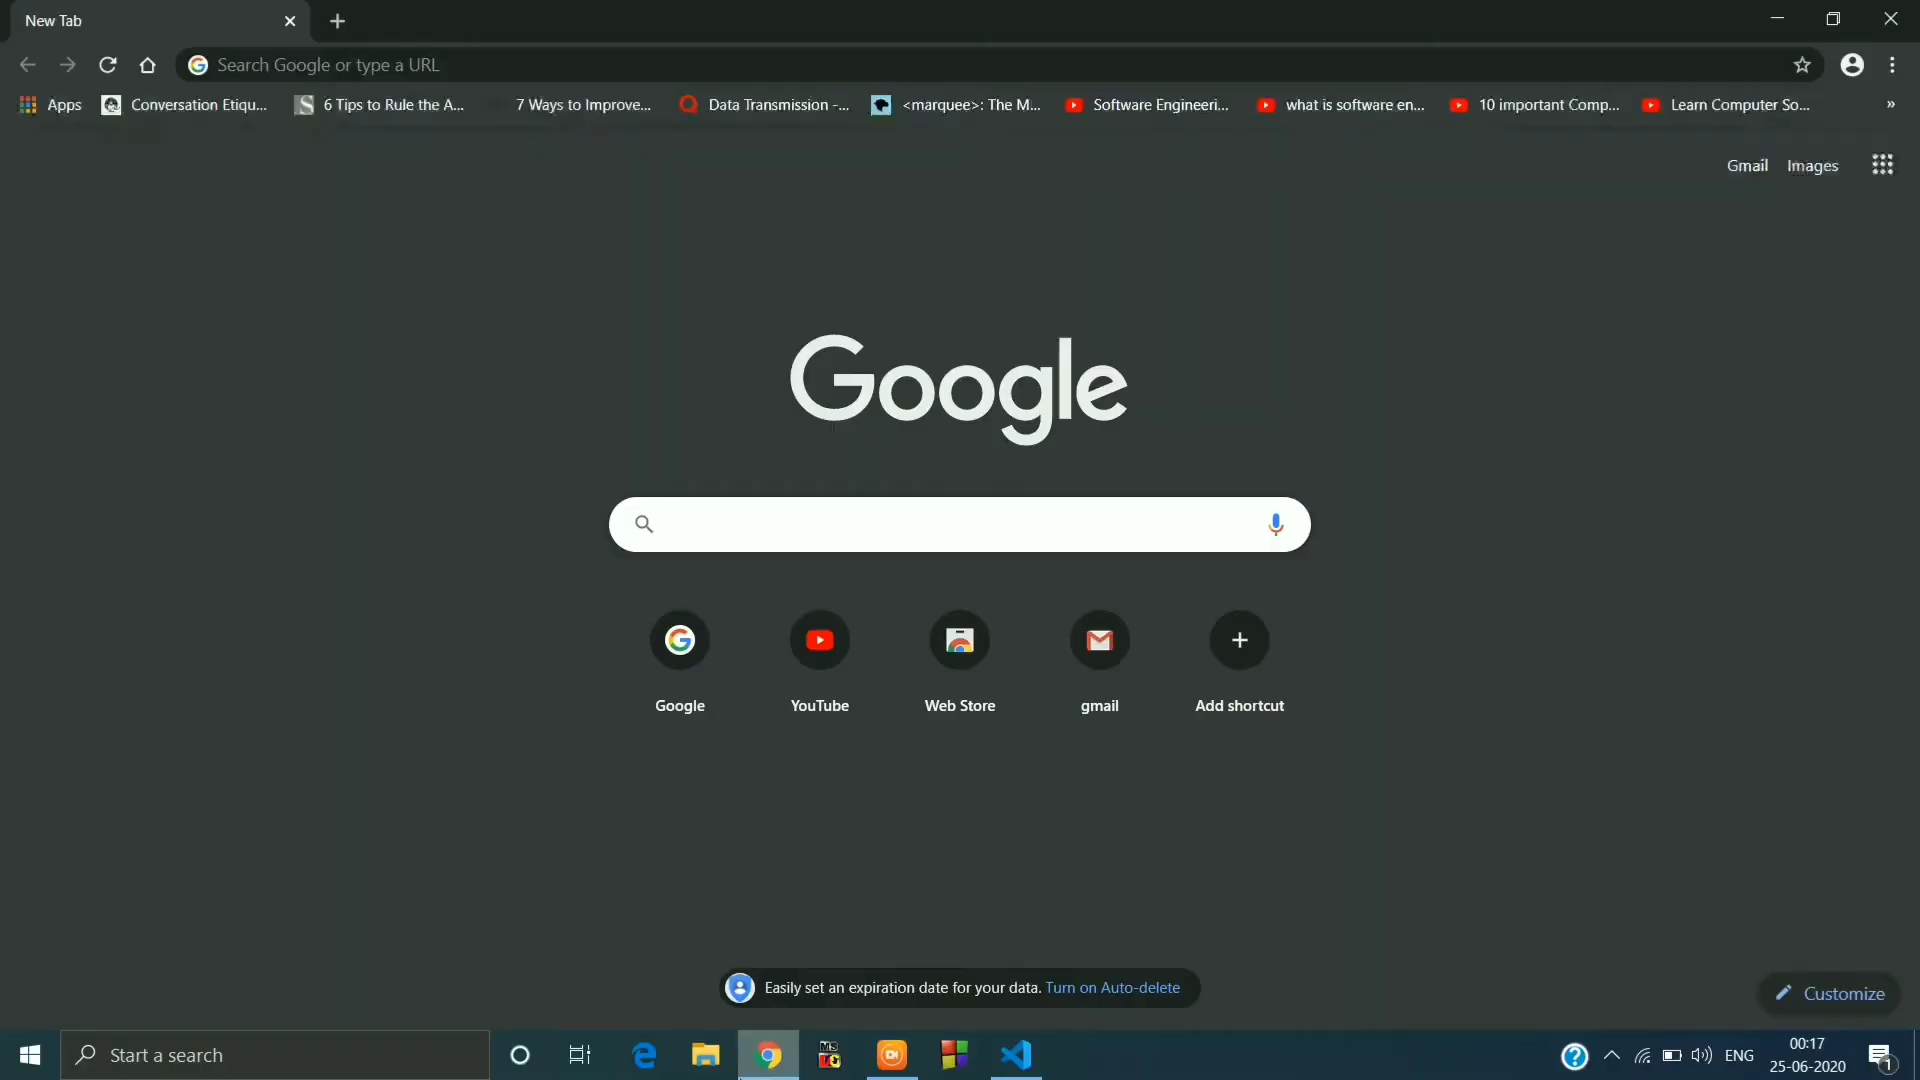 New Tab
Search Google or type a URL
Apps
Conversation Etiqu...
6 Tips to Rule the A...
7 Ways to Improve...
Data Transmission -...
<marquee>: The M...
Software Engineeri...
what is software en...
10 important Comp...
Learn Computer So...
»
Gmail
Images
Google
Google
YouTube
Web Store
gmail
Add shortcut
Easily set an expiration date for your data. Turn on Auto-delete
Customize
Start a search
ENG
00:17
25-06-2020
1